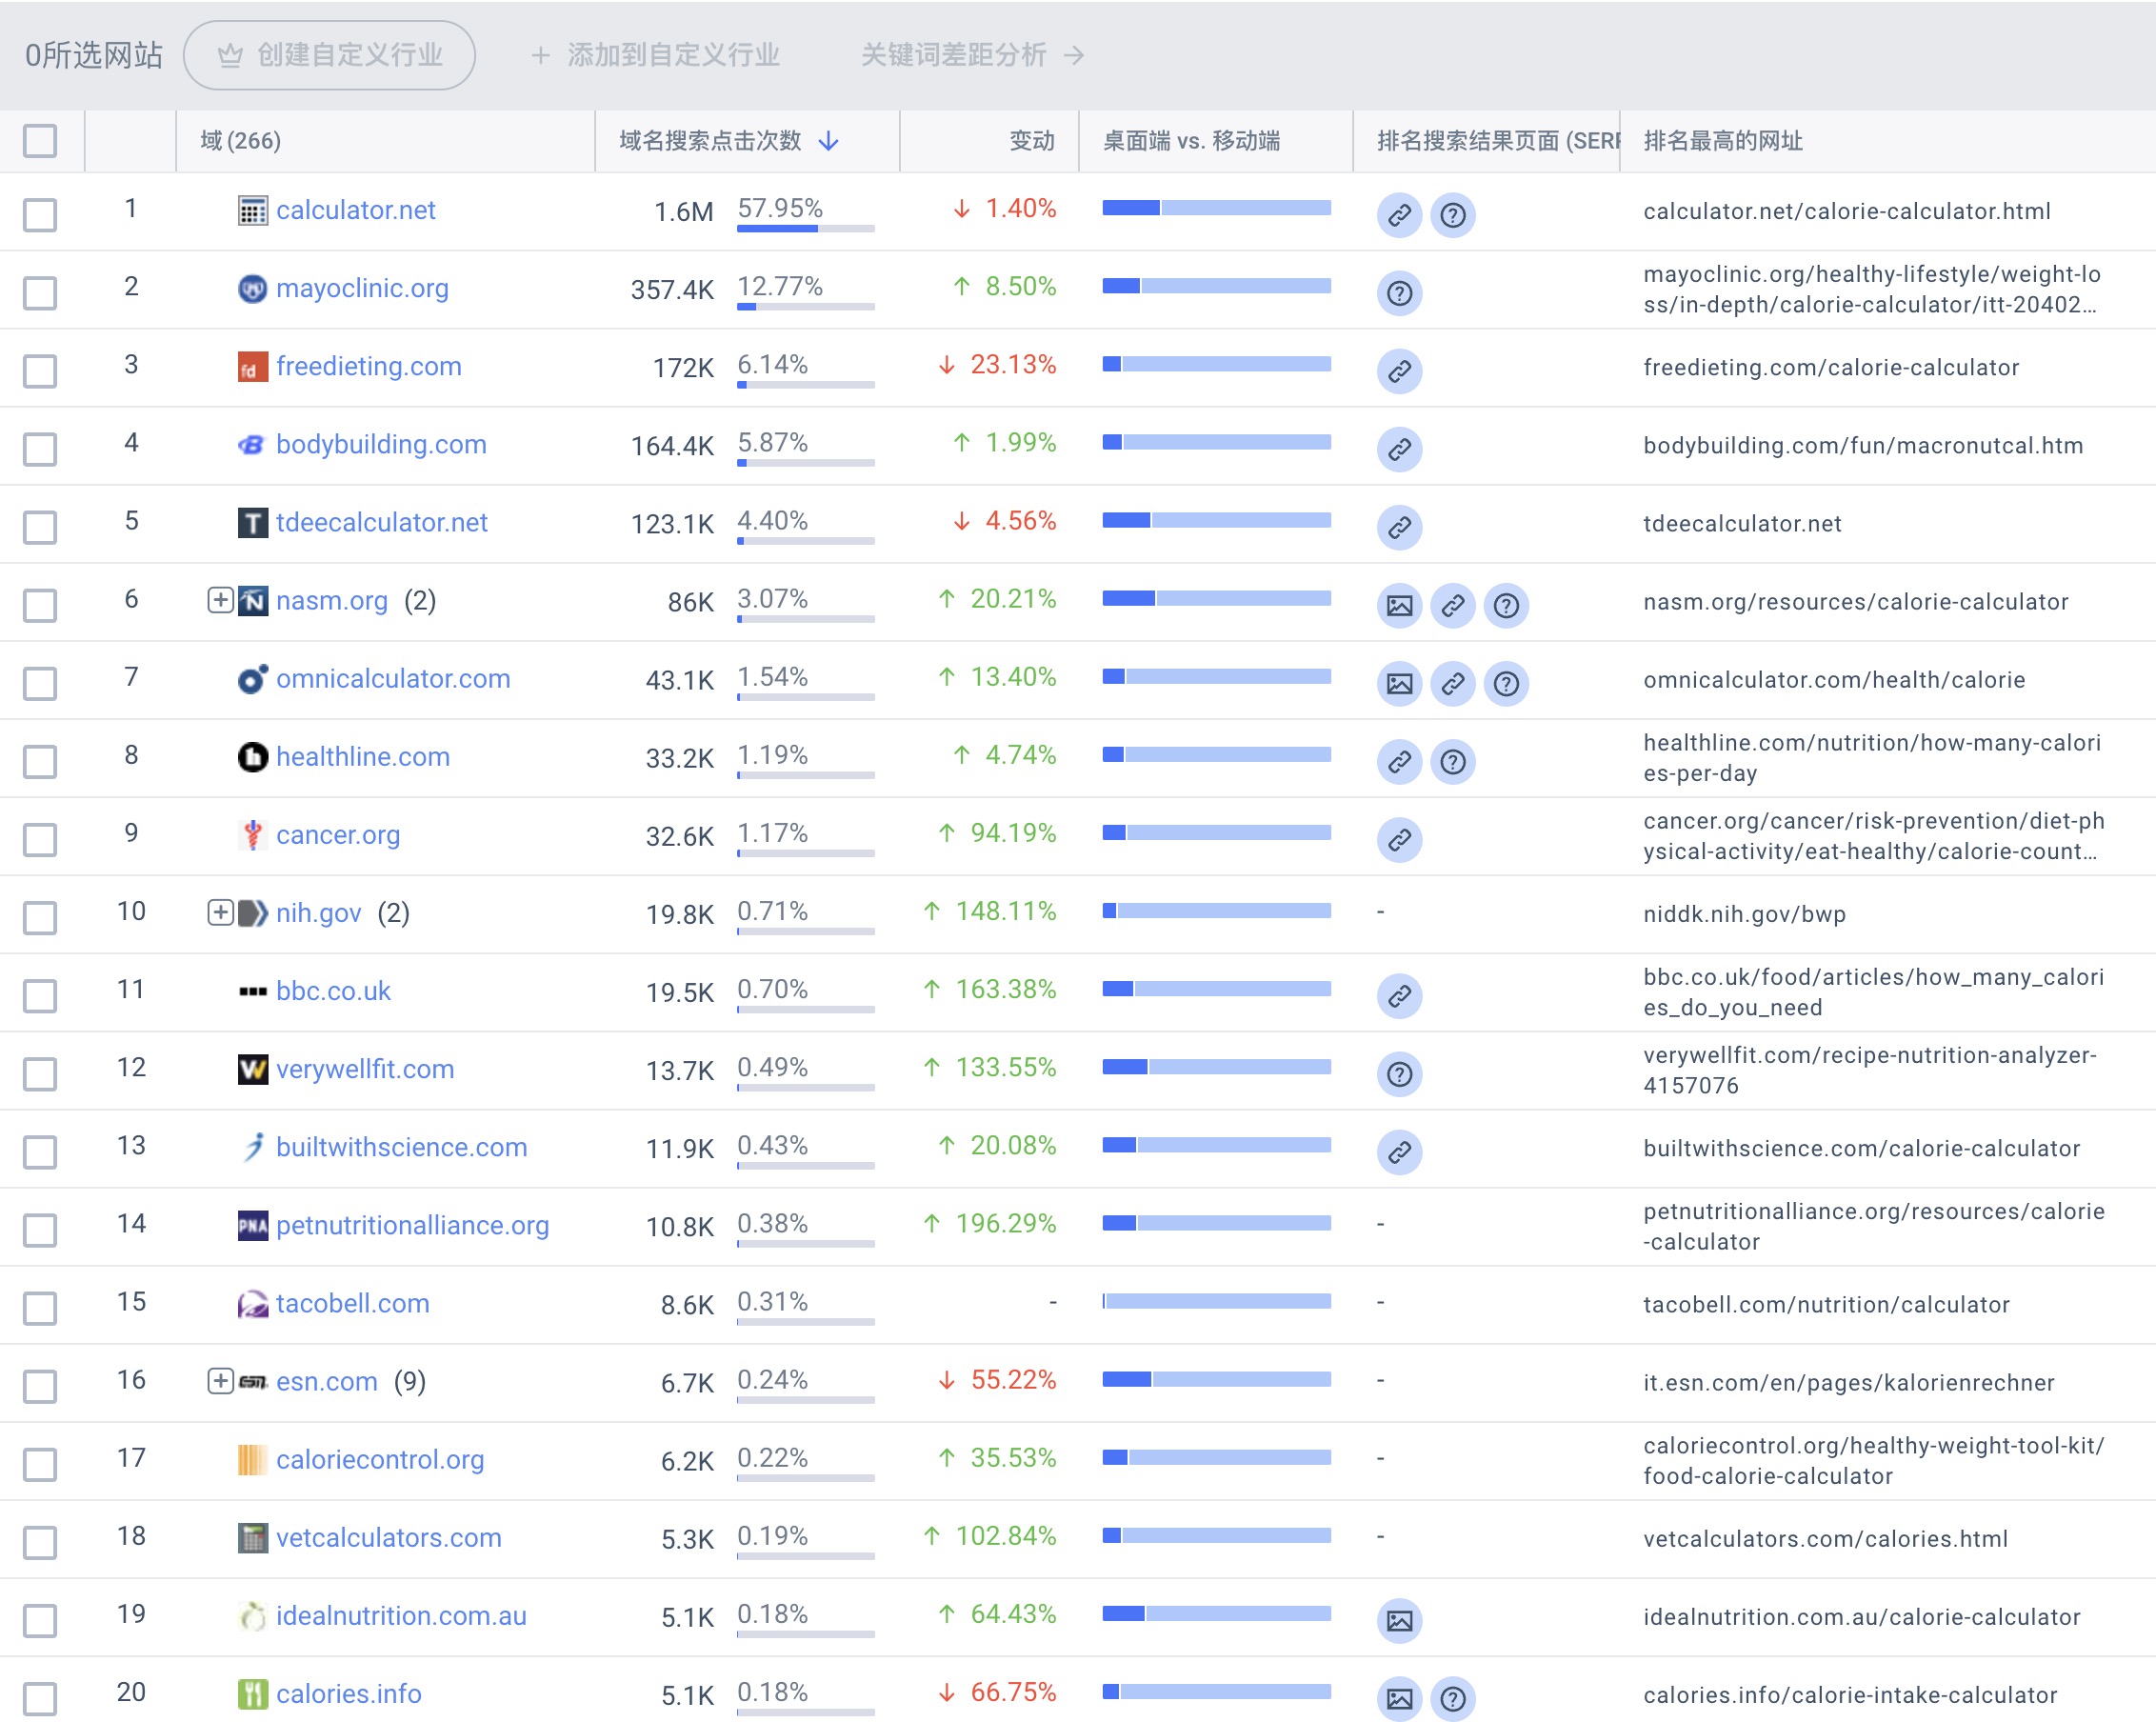 0所选网站 创建自定义行业 + 添加到自定义行业 关键词差距分析 →
域 (266) 域名搜索点击次数 ↓ 变动 桌面端 vs. 移动端 排名搜索结果页面 (SERF 排名最高的网址
1 calculator.net 1.6M 57.95% ↓ 1.40% calculator.net/calorie-calculator.html
2 mayoclinic.org 357.4K 12.77% ↑ 8.50% mayoclinic.org/healthy-lifestyle/weight-lo
ss/in-depth/calorie-calculator/itt-20402...
3 fd freedieting.com 172K 6.14% ↓ 23.13% freedieting.com/calorie-calculator
4 B bodybuilding.com 164.4K 5.87% ↑ 1.99% bodybuilding.com/fun/macronutcal.htm
5 T tdeecalculator.net 123.1K 4.40% ↓ 4.56% tdeecalculator.net
6 N nasm.org (2) 86K 3.07% ↑ 20.21% nasm.org/resources/calorie-calculator
7 omnicalculator.com 43.1K 1.54% ↑ 13.40% omnicalculator.com/health/calorie
8 h healthline.com 33.2K 1.19% ↑ 4.74% healthline.com/nutrition/how-many-calori
es-per-day
9 cancer.org 32.6K 1.17% ↑ 94.19% cancer.org/cancer/risk-prevention/diet-ph
ysical-activity/eat-healthy/calorie-count...
10 nih.gov (2) 19.8K 0.71% ↑ 148.11% - niddk.nih.gov/bwp
11 bbc.co.uk 19.5K 0.70% ↑ 163.38% bbc.co.uk/food/articles/how_many_calori
es_do_you_need
12 W verywellfit.com 13.7K 0.49% ↑ 133.55% verywellfit.com/recipe-nutrition-analyzer-
4157076
13 builtwithscience.com 11.9K 0.43% ↑ 20.08% builtwithscience.com/calorie-calculator
14 PNA petnutritionalliance.org 10.8K 0.38% ↑ 196.29% - petnutritionalliance.org/resources/calorie
-calculator
15 tacobell.com 8.6K 0.31% - - tacobell.com/nutrition/calculator
16 ESN esn.com (9) 6.7K 0.24% ↓ 55.22% - it.esn.com/en/pages/kalorienrechner
17 caloriecontrol.org 6.2K 0.22% ↑ 35.53% - caloriecontrol.org/healthy-weight-tool-kit/
food-calorie-calculator
18 vetcalculators.com 5.3K 0.19% ↑ 102.84% - vetcalculators.com/calories.html
19 idealnutrition.com.au 5.1K 0.18% ↑ 64.43% idealnutrition.com.au/calorie-calculator
20 calories.info 5.1K 0.18% ↓ 66.75% calories.info/calorie-intake-calculator